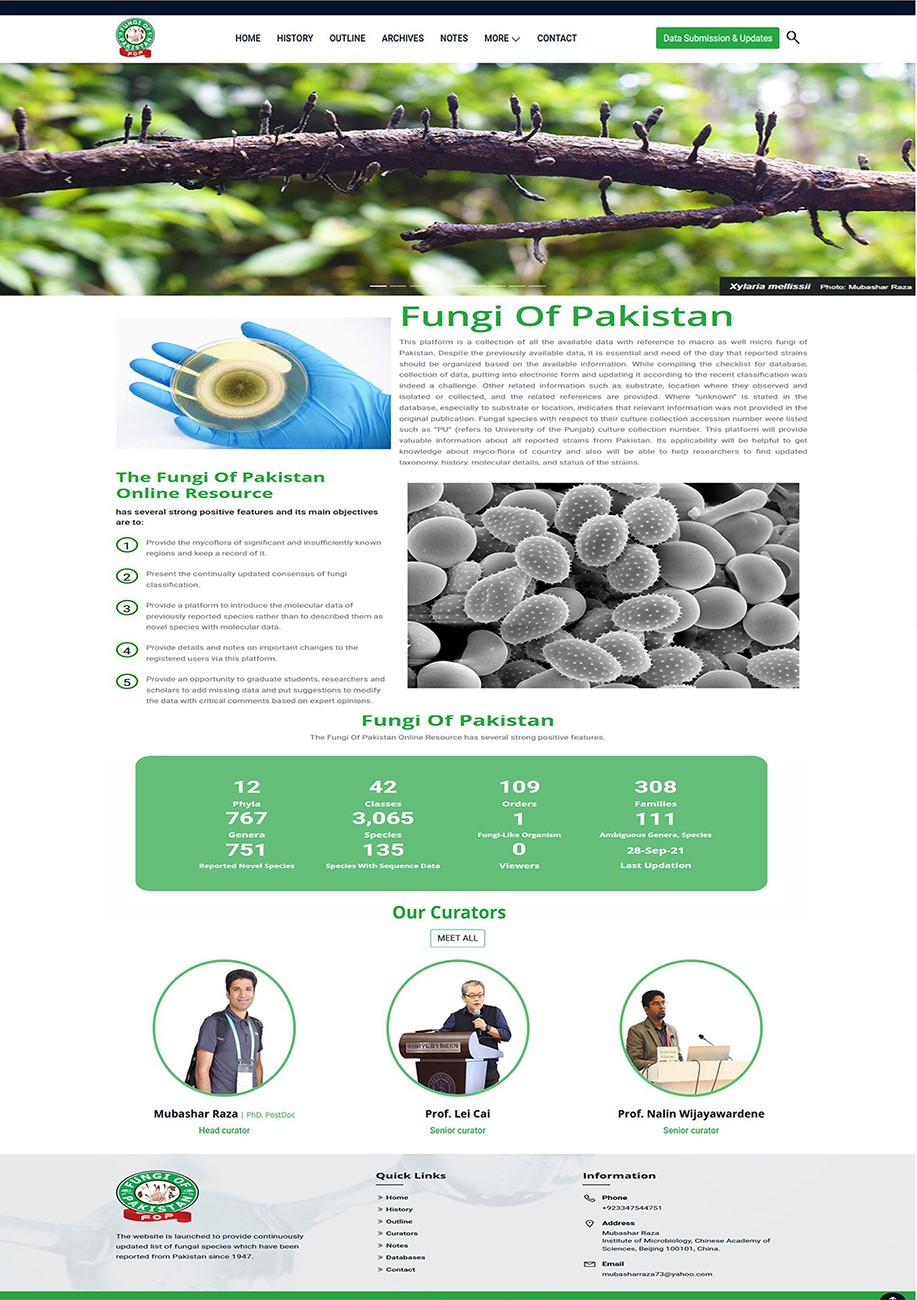 FUNGI OF PAKISTAN
FOP
HOME HISTORY OUTLINE ARCHIVES NOTES MORE CONTACT
Data Submission & Updates
Xylaria mellissii Photo: Mubashar Raza
Fungi Of Pakistan
This platform is a collection of all the available data with reference to macro as well micro fungi of
Pakistan. Despite the previously available data, it is essential and need of the day that reported strains
should be organized based on the available information. While compiling the checklist for database,
collection of data, putting into electronic form and updating it according to the recent classification was
indeed a challenge. Other related information such as substrate, location where they observed and
isolated or collected, and the related references are provided. Where "unknown" is stated in the
database, especially to substrate or location, indicates that relevant information was not provided in the
original publication. Fungal species with respect to their culture collection accession number were listed
such as "PU" (refers to University of the Punjab) culture collection number. This platform will provide
valuable information about all reported strains from Pakistan. Its applicability will be helpful to get
knowledge about myco-flora of country and also will be able to help researchers to find updated
taxonomy, history, molecular details, and status of the strains.
The Fungi Of Pakistan
Online Resource
has several strong positive features and its main objectives
are to:
1 Provide the mycoflora of significant and insufficiently known
regions and keep a record of it.
2 Present the continually updated consensus of fungi
classification.
3 Provide a platform to introduce the molecular data of
previously reported species rather than to described them as
novel species with molecular data.
4 Provide details and notes on important changes to the
registered users via this platform.
5 Provide an opportunity to graduate students, researchers and
scholars to add missing data and put suggestions to modify
the data with critical comments based on expert opinions.
Fungi Of Pakistan
The Fungi Of Pakistan Online Resource has several strong positive features.
12 42 109 308
Phyla Classes Orders Families
767 3,065 1 111
Genera Species Fungi-Like Organism Ambiguous Genera, Species
751 135 0 28-Sep-21
Reported Novel Species Species With Sequence Data Viewers Last Updation
Our Curators
MEET ALL
Mubashar Raza | PhD, PostDoc
Head curator
Prof. Lei Cai
Senior curator
Prof. Nalin Wijayawardene
Senior curator
FUNGI OF PAKISTAN
FOP
The website is launched to provide continuously
updated list of fungal species which have been
reported from Pakistan since 1947.
Quick Links
Home
History
Outline
Curators
Notes
Databases
Contact
Information
Phone
+923347544751
Address
Mubashar Raza
Institute of Microbiology, Chinese Academy of
Sciences, Beijing 100101, China.
Email
mubasharraza73@yahoo.com